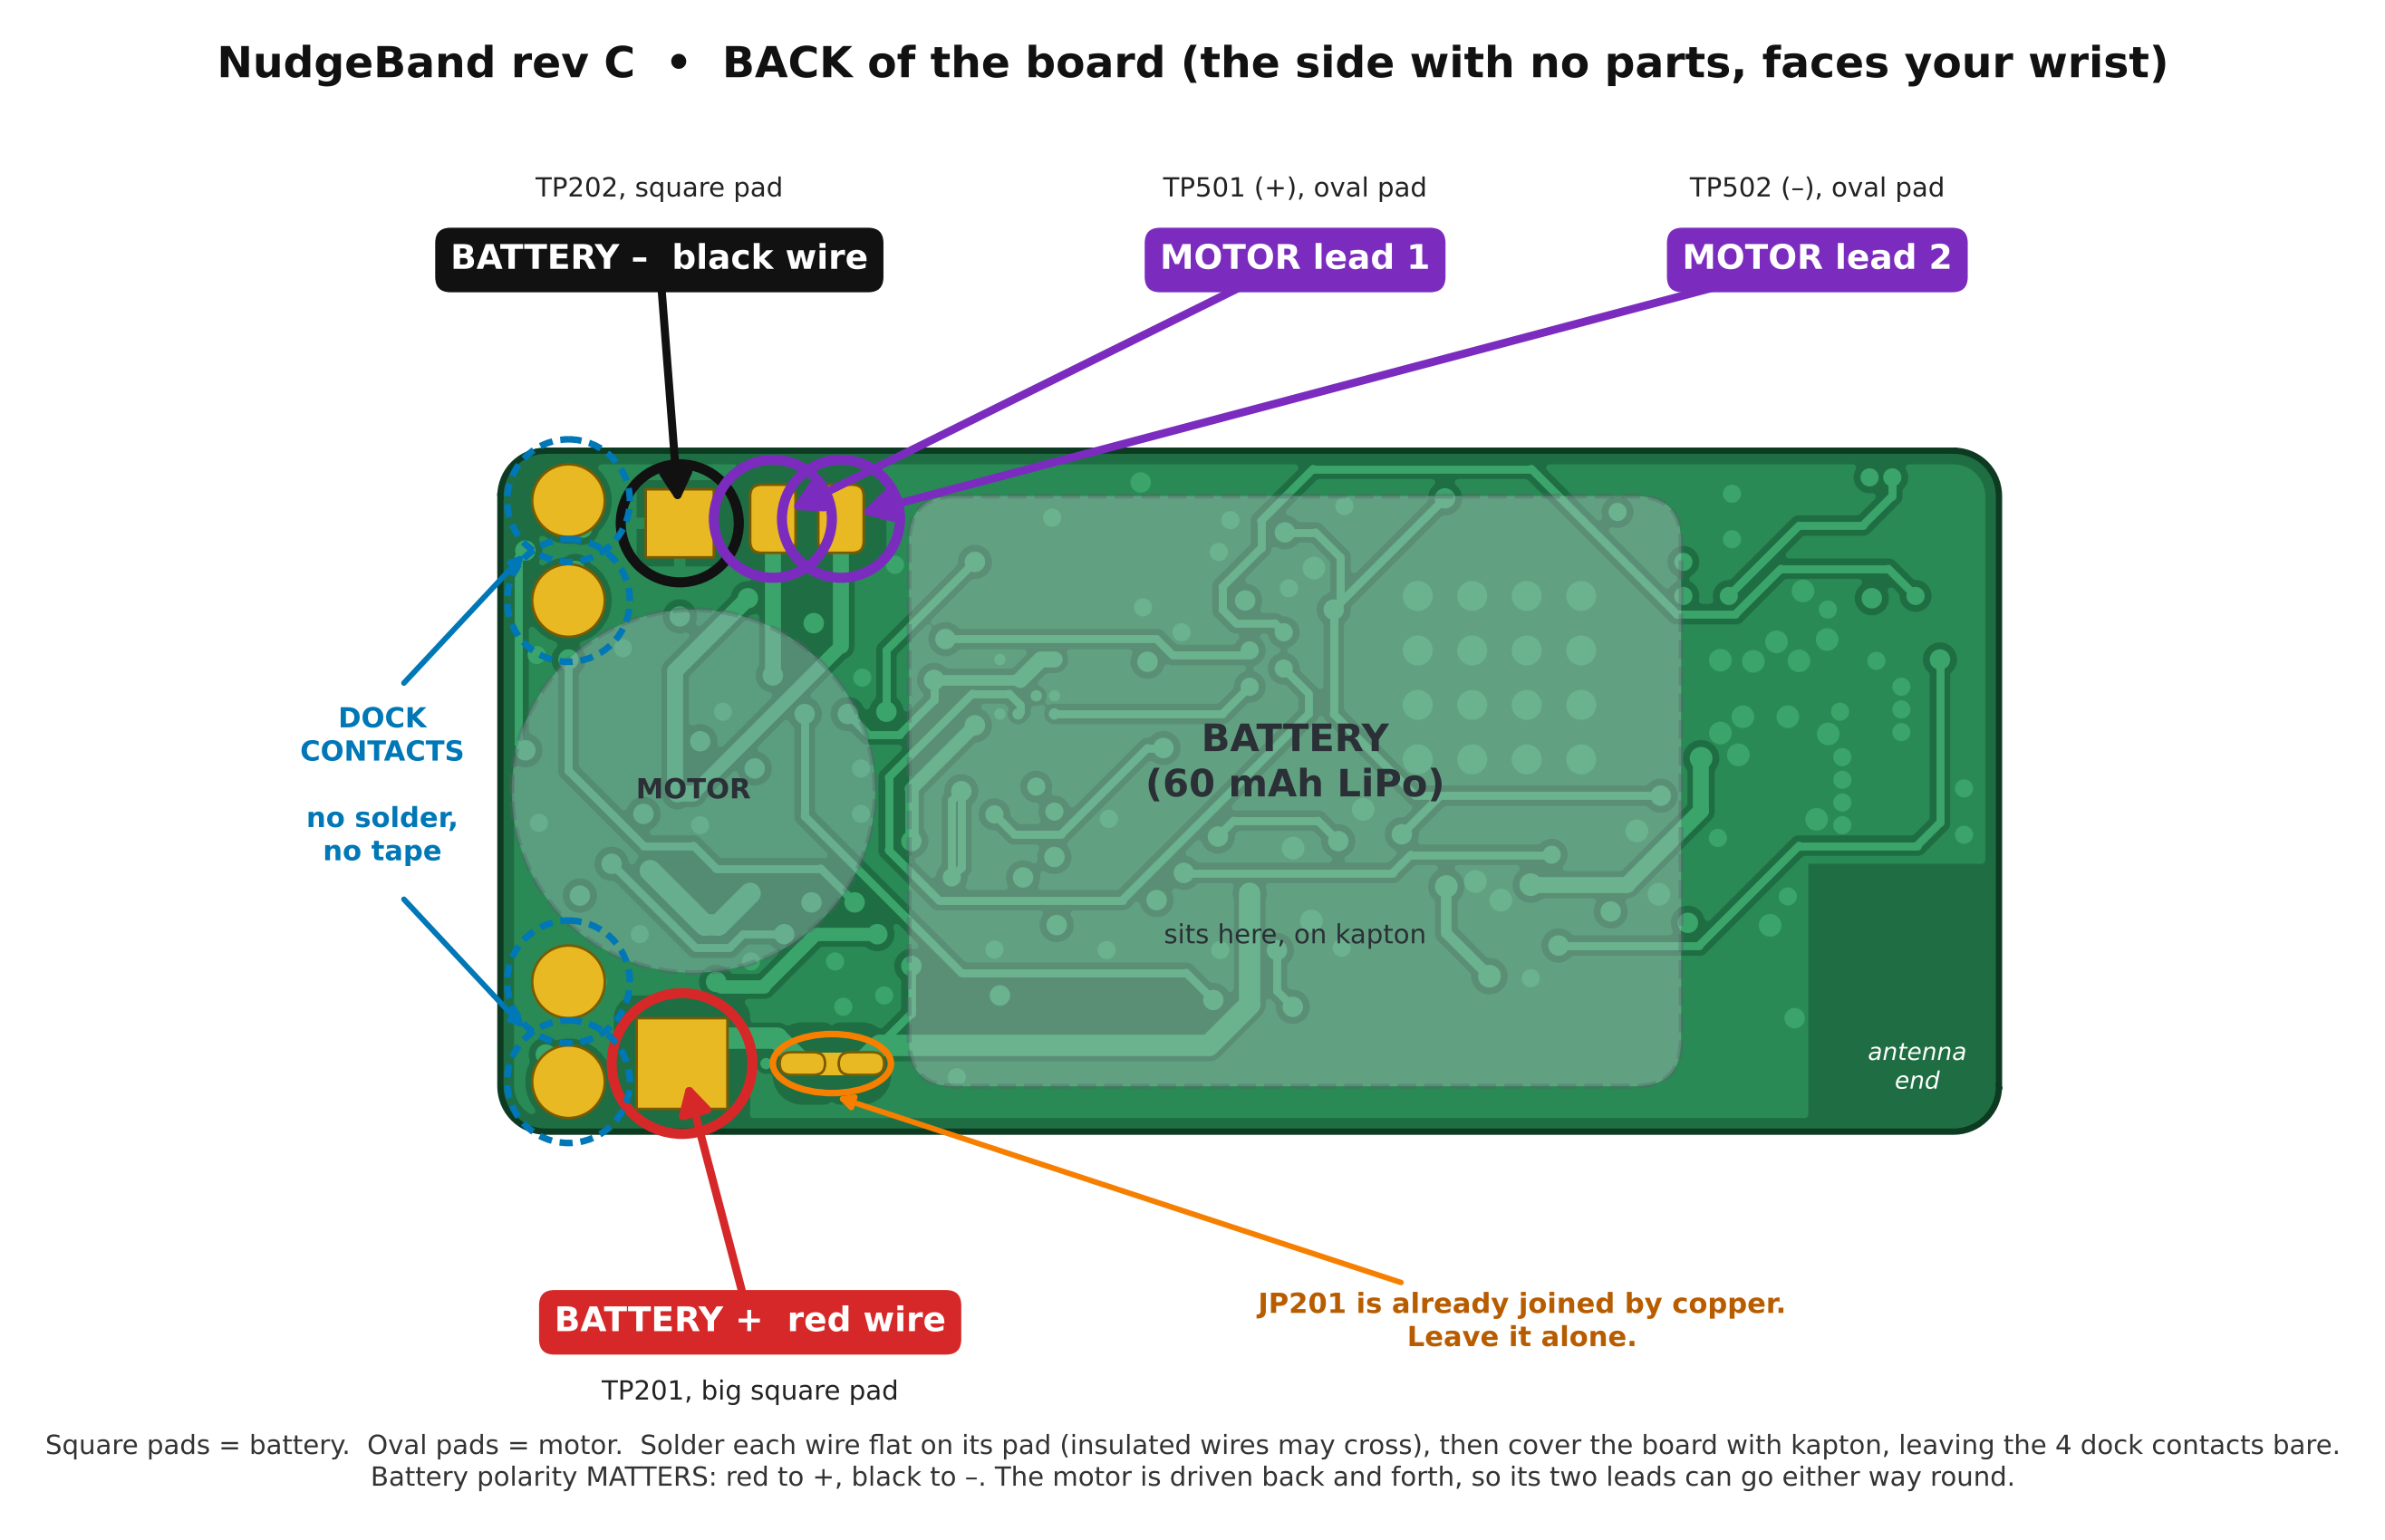 NudgeBand rev C • BACK of the board (the side with no parts, faces your wrist)
TP202, square pad
BATTERY – black wire
TP501 (+), oval pad
MOTOR lead 1
TP502 (–), oval pad
MOTOR lead 2
DOCK
CONTACTS
no solder,
no tape
MOTOR
BATTERY
(60 mAh LiPo)
sits here, on kapton
antenna
end
BATTERY + red wire
TP201, big square pad
JP201 is already joined by copper.
Leave it alone.
Square pads = battery. Oval pads = motor. Solder each wire flat on its pad (insulated wires may cross), then cover the board with kapton, leaving the 4 dock contacts bare.
Battery polarity MATTERS: red to +, black to –. The motor is driven back and forth, so its two leads can go either way round.